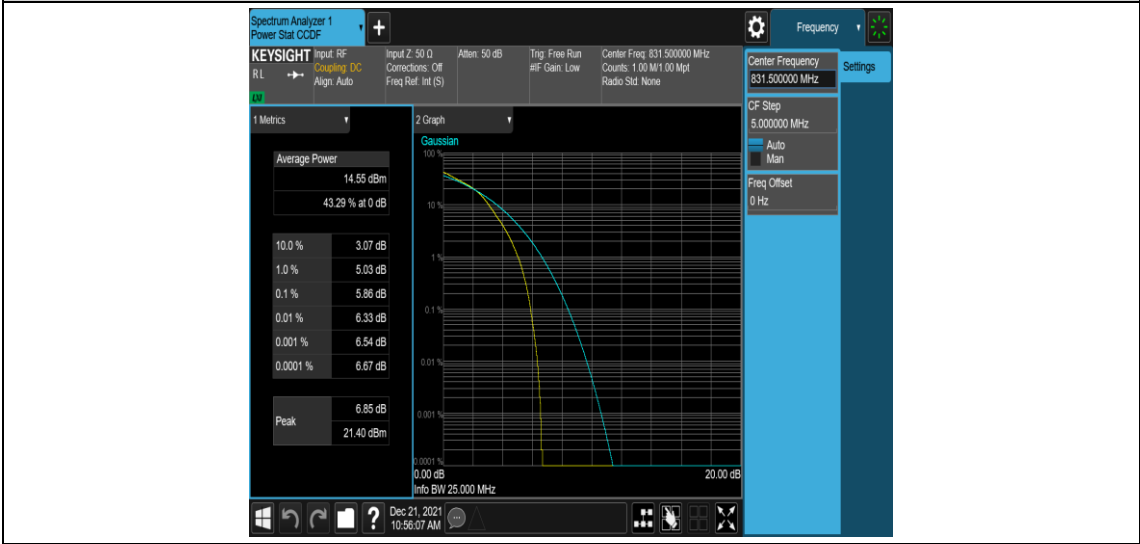 Spectrum Analyzer 1
Power Stat CCDF
Frequency
KEYSIGHT
Input: RF
Input Z: 50 Ω
Atten: 50 dB
Trig: Free Run
Center Freq: 831.500000 MHz
R L
Coupling: DC
Corrections: Off
#IF Gain: Low
Counts: 1.00 M/1.00 Mpt
Align: Auto
Freq Ref: Int (S)
Radio Std: None
Center Frequency
831.500000 MHz
Settings
CF Step
5.000000 MHz
Auto
Man
Freq Offset
0 Hz
1 Metrics
Average Power
14.55 dBm
43.29 % at 0 dB
10.0 % 3.07 dB
1.0 % 5.03 dB
0.1 % 5.86 dB
0.01 % 6.33 dB
0.001 % 6.54 dB
0.0001 % 6.67 dB
Peak
6.85 dB
21.40 dBm
2 Graph
Gaussian
100 %
10 %
1 %
0.1 %
0.01 %
0.001 %
0.0001 %
0.00 dB
20.00 dB
Info BW 25.000 MHz
?
Dec 21, 2021
10:56:07 AM